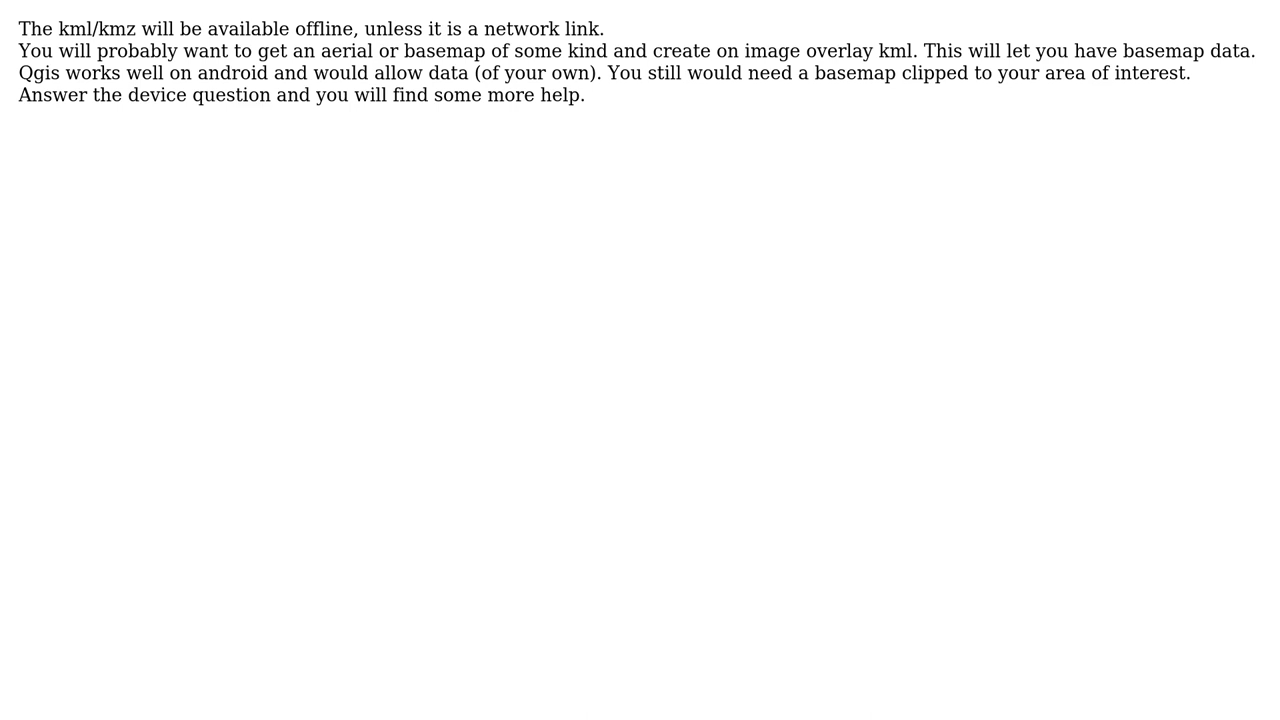 The kml/kmz will be available offline, unless it is a network link.
You will probably want to get an aerial or basemap of some kind and create on image overlay kml. This will let you have basemap data.
Qgis works well on android and would allow data (of your own). You still would need a basemap clipped to your area of interest.
Answer the device question and you will find some more help.